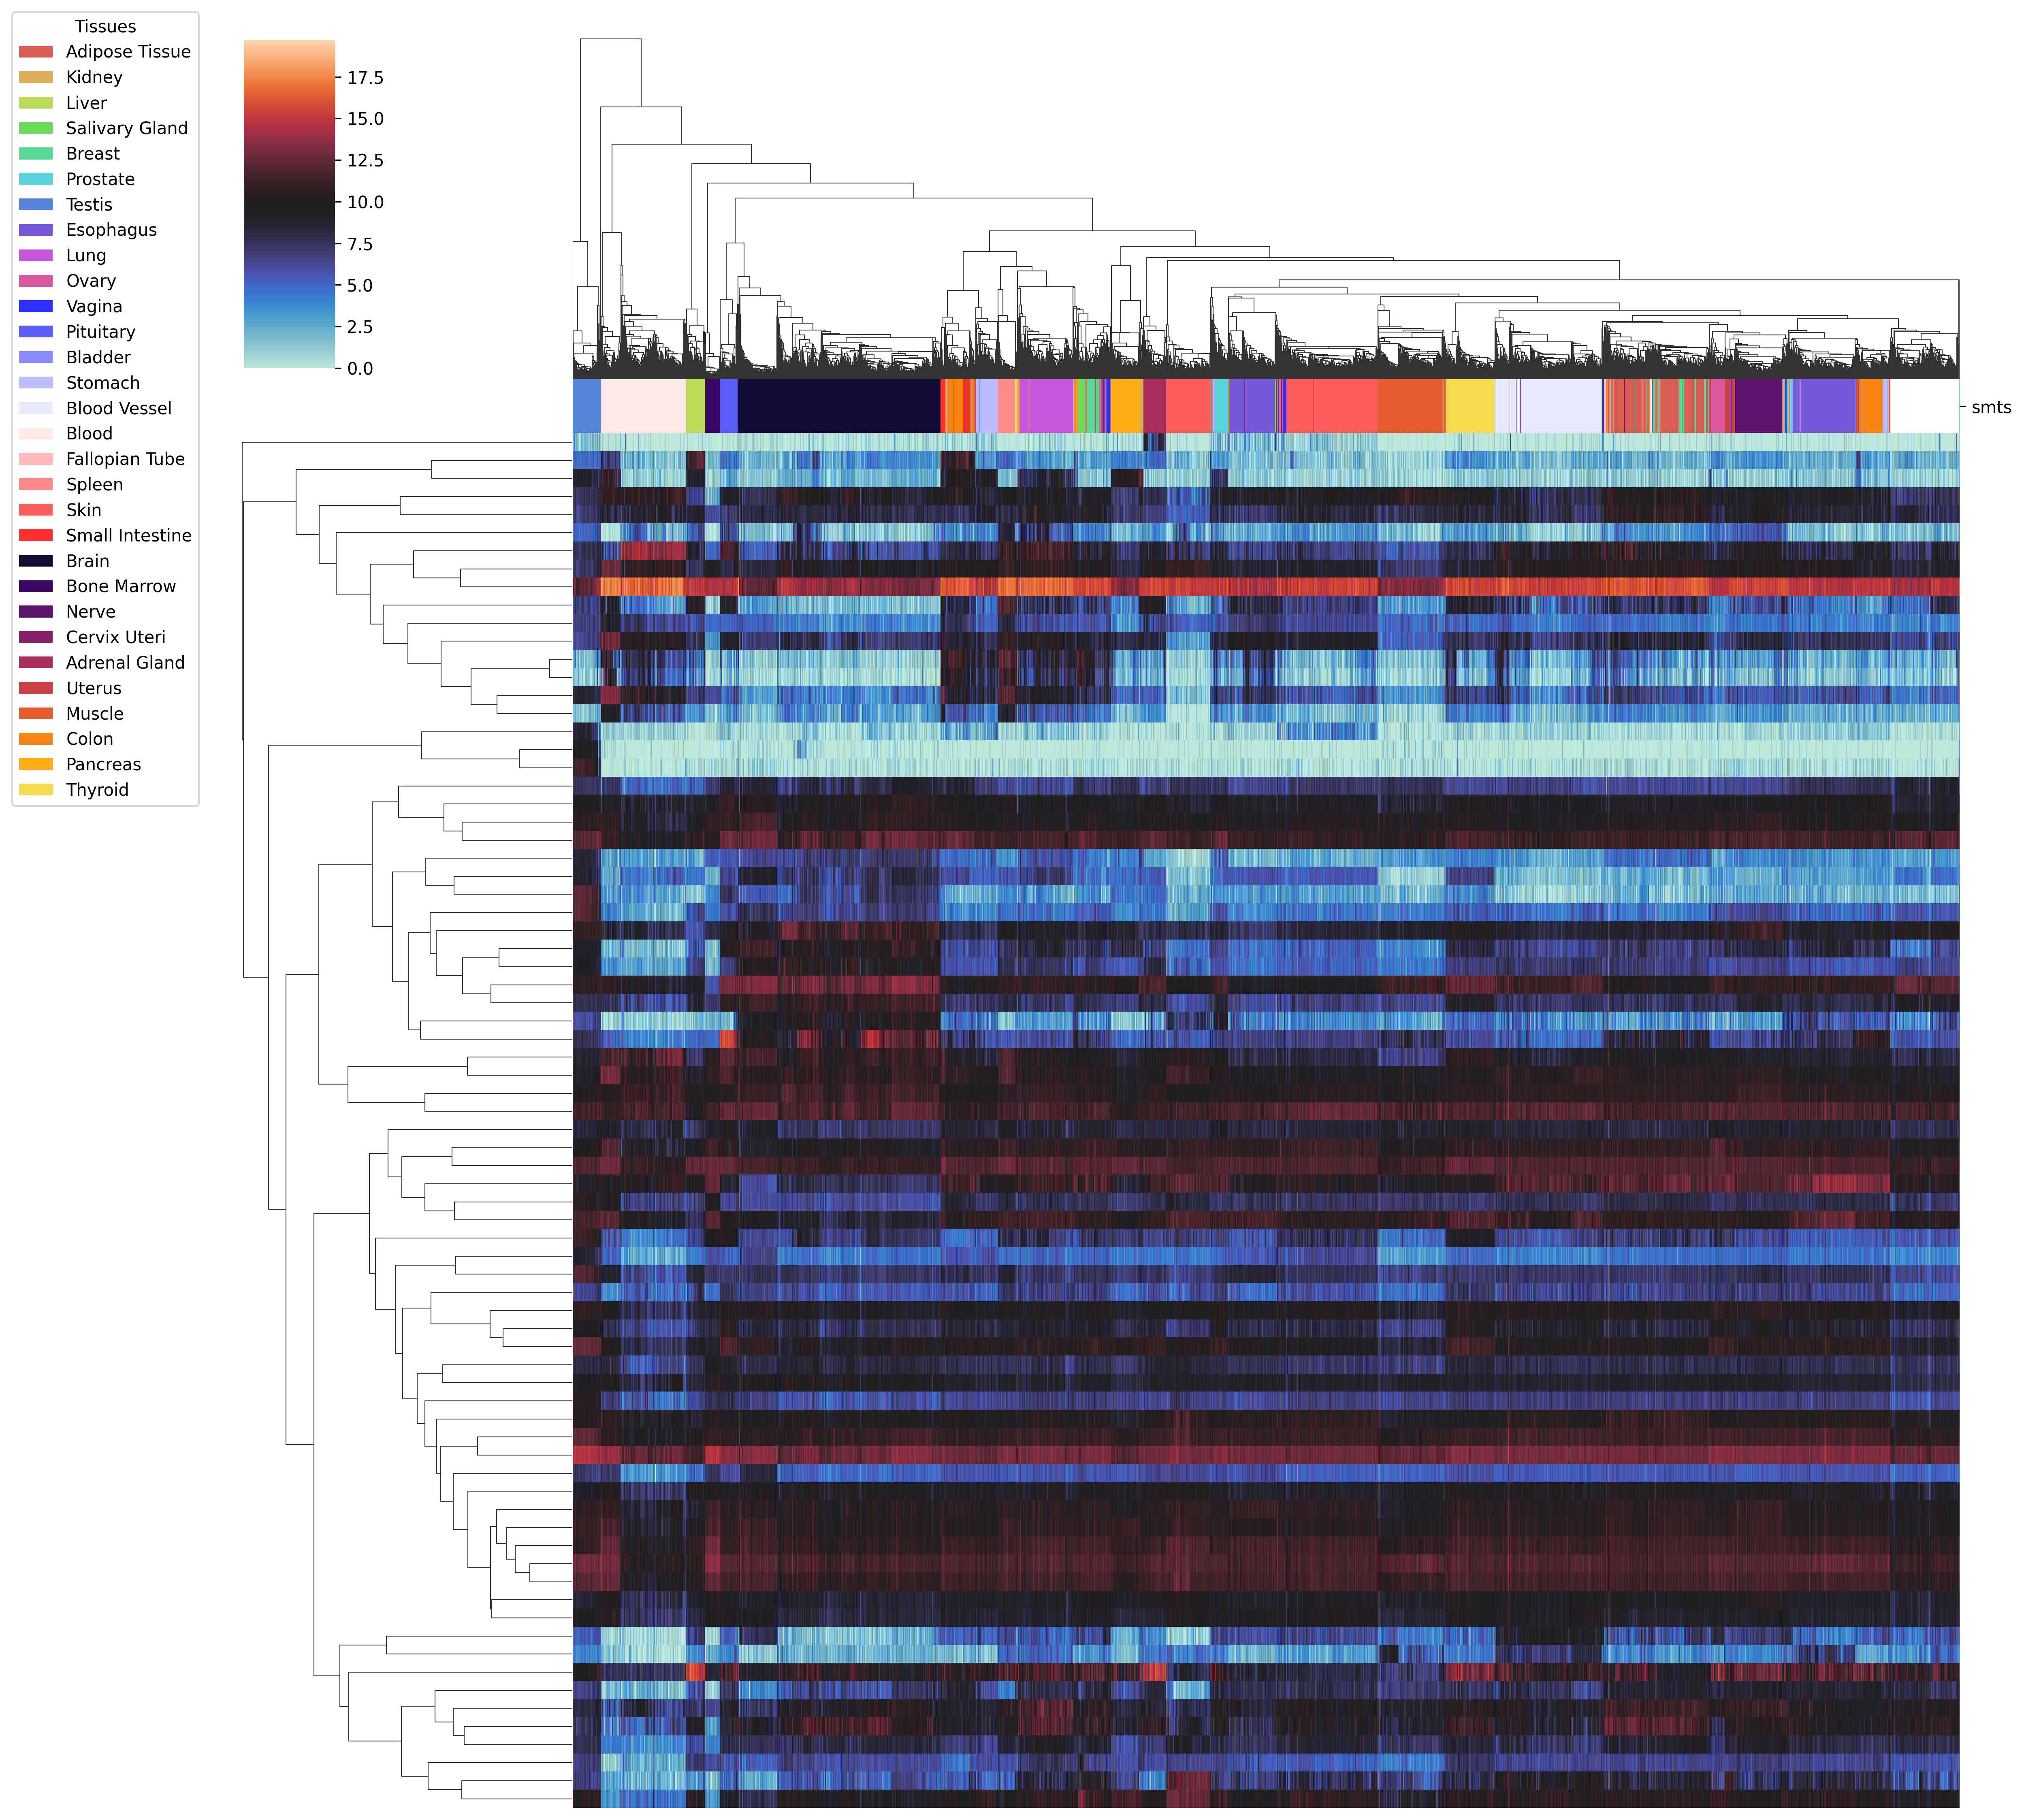 Tissues
Adipose Tissue
Kidney
Liver
Salivary Gland
Breast
Prostate
Testis
Esophagus
Lung
Ovary
Vagina
Pituitary
Bladder
Stomach
Blood Vessel
Blood
Fallopian Tube
Spleen
Skin
Small Intestine
Brain
Bone Marrow
Nerve
Cervix Uteri
Adrenal Gland
Uterus
Muscle
Colon
Pancreas
Thyroid
17.5
15.0
12.5
10.0
7.5
5.0
2.5
0.0
smts